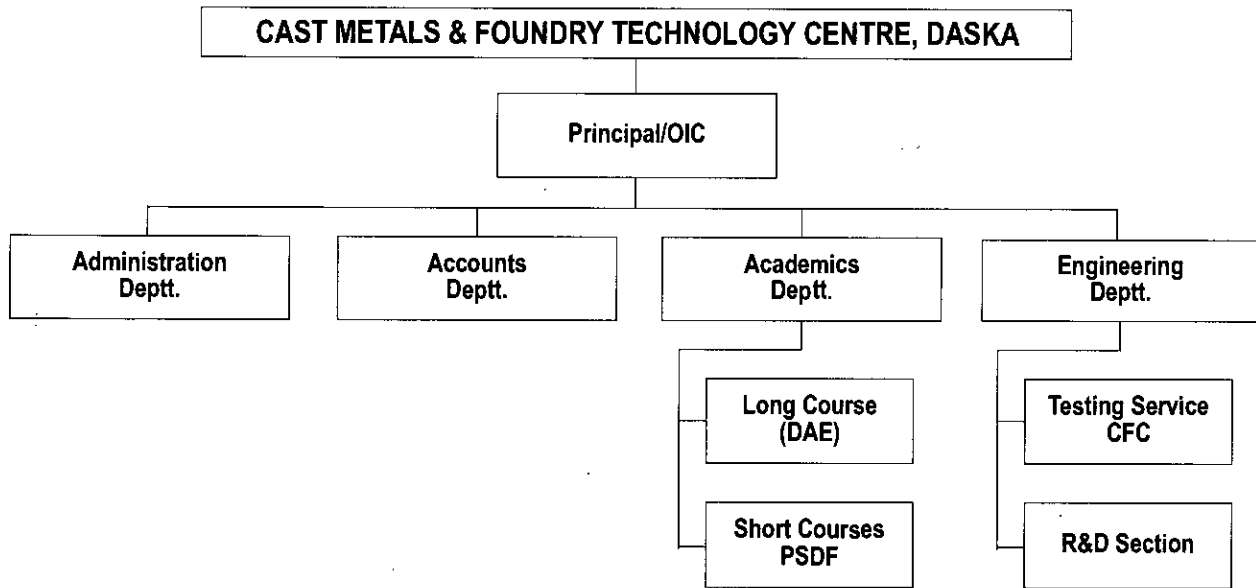 CAST METALS & FOUNDRY TECHNOLOGY CENTRE, DASKA
Principal/OIC
Administration
Deptt.
Accounts
Deptt.
Academics
Deptt.
Engineering
Deptt.
Long Course
(DAE)
Testing Service
CFC
Short Courses
PSDF
R&D Section